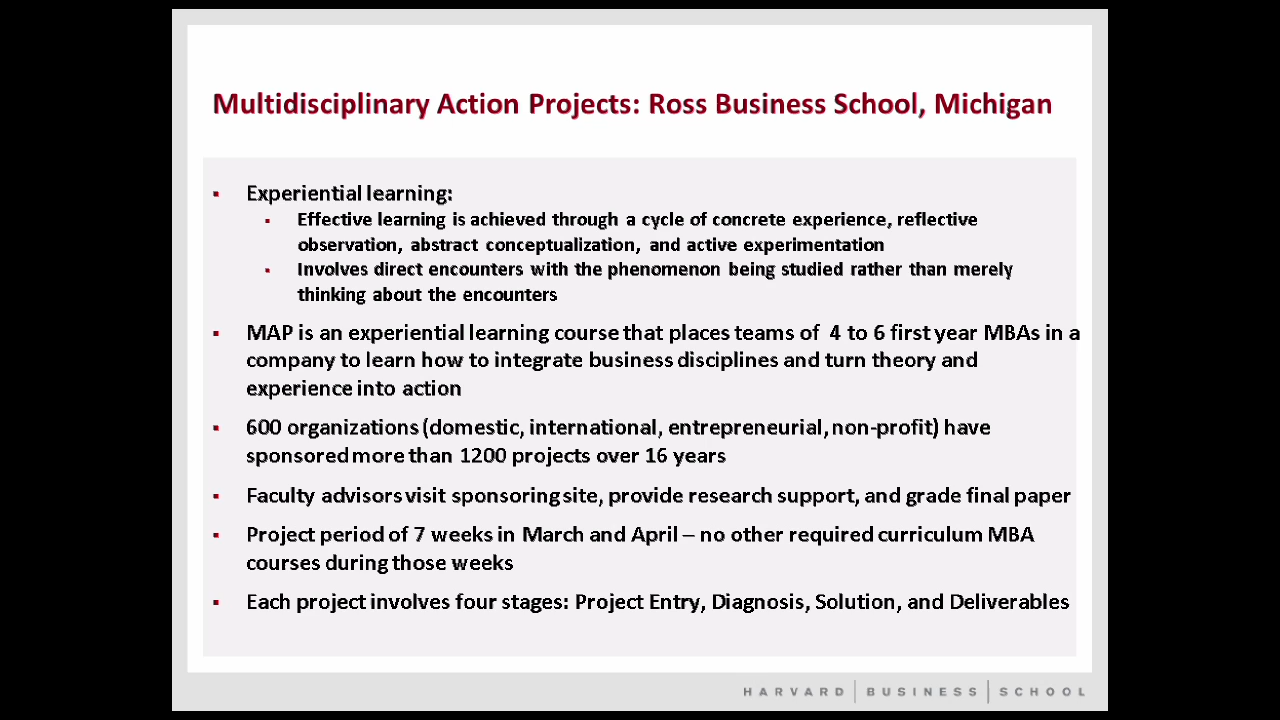 Multidisciplinary Action Projects: Ross Business School, Michigan
▪ Experiential learning:
▪ Effective learning is achieved through a cycle of concrete experience, reflective
observation, abstract conceptualization, and active experimentation
▪ Involves direct encounters with the phenomenon being studied rather than merely
thinking about the encounters
▪ MAP is an experiential learning course that places teams of 4 to 6 first year MBAs in a
company to learn how to integrate business disciplines and turn theory and
experience into action
▪ 600 organizations (domestic, international, entrepreneurial, non-profit) have
sponsored more than 1200 projects over 16 years
▪ Faculty advisors visit sponsoring site, provide research support, and grade final paper
▪ Project period of 7 weeks in March and April – no other required curriculum MBA
courses during those weeks
▪ Each project involves four stages: Project Entry, Diagnosis, Solution, and Deliverables
HARVARD | BUSINESS | SCHOOL